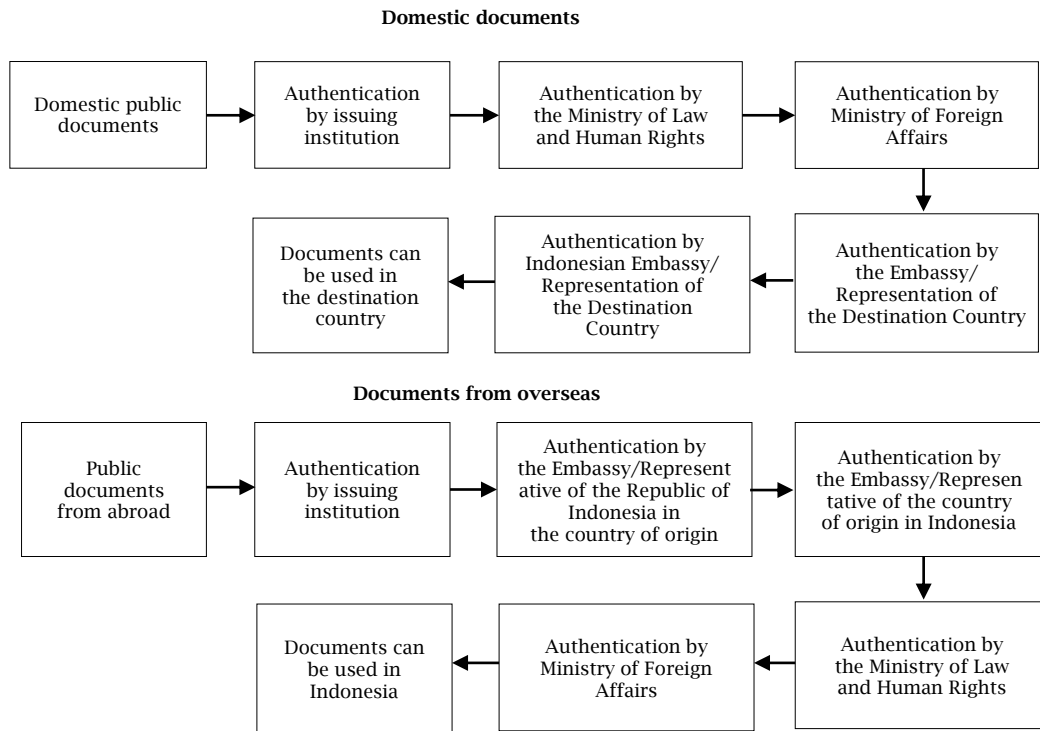 Domestic documents
Domestic public
documents
Authentication
by issuing
institution
Authentication by
the Ministry of Law
and Human Rights
Authentication by
Ministry of Foreign
Affairs
Authentication by
the Embassy/
Representation of
the Destination Country
Authentication by
Indonesian Embassy/
Representation of
the Destination
Country
Documents can
be used in
the destination
country
Documents from overseas
Public
documents
from abroad
Authentication
by issuing
institution
Authentication by
the Embassy/Represent
ative of the Republic of
Indonesia in
the country of origin
Authentication by
the Embassy/Represen
tative of the country
of origin in Indonesia
Authentication by
the Ministry of Law
and Human Rights
Authentication by
Ministry of Foreign
Affairs
Documents can
be used in
Indonesia